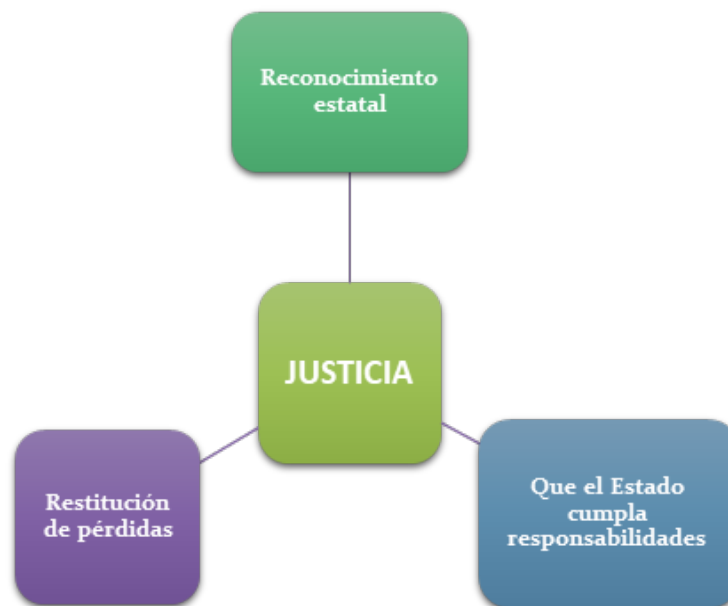 Reconocimiento
estatal
JUSTICIA
Restitución
de pérdidas
Que el Estado
cumpla
responsabilidades